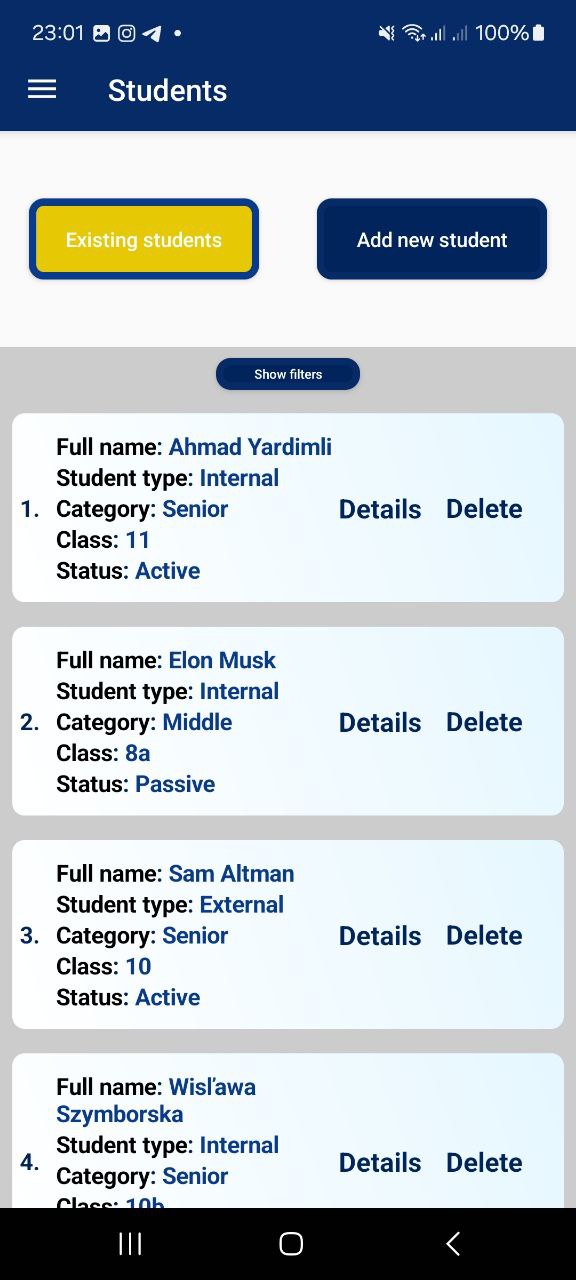 23:01 100%
Students
Existing students
Add new student
Show filters
Full name: Ahmad Yardimli
Student type: Internal
1. Category: Senior Details Delete
Class: 11
Status: Active
Full name: Elon Musk
Student type: Internal
2. Category: Middle Details Delete
Class: 8a
Status: Passive
Full name: Sam Altman
Student type: External
3. Category: Senior Details Delete
Class: 10
Status: Active
Full name: Wisľawa
Szymborska
Student type: Internal
4. Details Delete
Category: Senior
Class: 10b